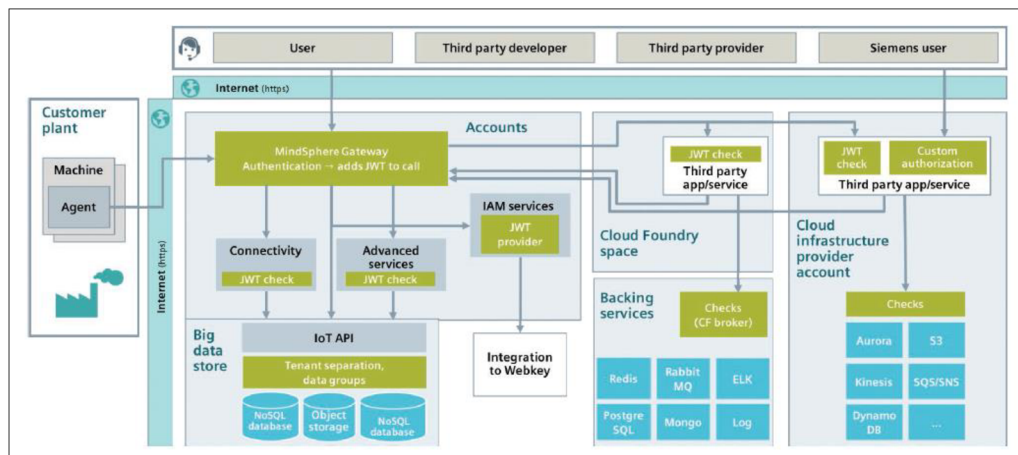 User
Third party developer
Third party provider
Siemens user
Internet (https)
Customer
plant
Machine
Agent
Internet (https)
Accounts
MindSphere Gateway
Authentication → adds JWT to call
Connectivity
JWT check
Advanced
services
JWT check
IAM services
JWT
provider
Big
data
store
IoT API
Tenant separation,
data groups
NoSQL
database
Object
storage
NoSQL
database
Integration
to Webkey
JWT check
Third party
app/service
Cloud Foundry
space
Backing
services
Checks
(CF broker)
Redis
Rabbit
MQ
ELK
Postgre
SQL
Mongo
Log
JWT
check
Custom
authorization
Third party app/service
Cloud
infrastructure
provider
account
Checks
Aurora
S3
Kinesis
SQS/SNS
Dynamo
DB
...